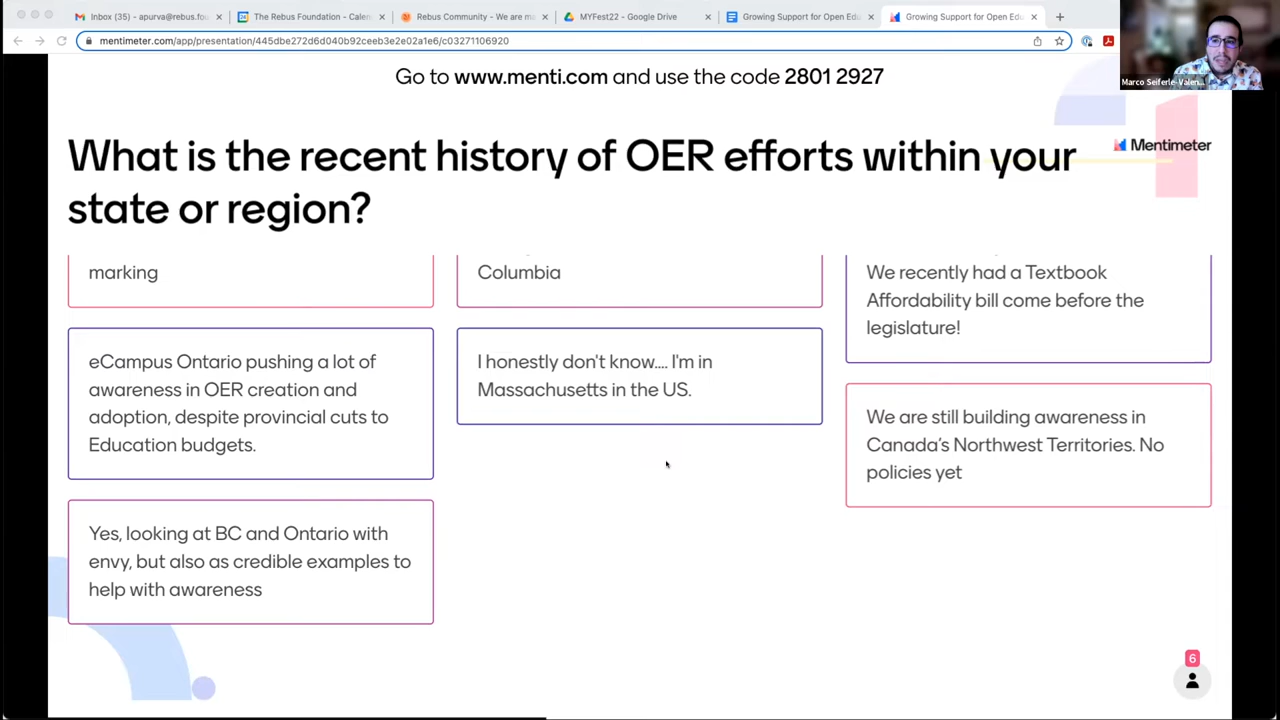 Inbox (35) - apurva@rebus.fou
The Rebus Foundation - Calen
Rebus Community – We are ma
MYFest22 - Google Drive
Growing Support for Open Edu
Growing Support for Open Edu
mentimeter.com/app/presentation/445dbe272d6d040b92ceeb3e2e02a1e6/c03271106920
Marco Seiferle-Valen...
Go to www.menti.com and use the code 2801 2927
What is the recent history of OER efforts within your
state or region?
Mentimeter
marking
eCampus Ontario pushing a lot of
awareness in OER creation and
adoption, despite provincial cuts to
Education budgets.
Yes, looking at BC and Ontario with
envy, but also as credible examples to
help with awareness
Columbia
I honestly don't know.... I'm in
Massachusetts in the US.
We recently had a Textbook
Affordability bill come before the
legislature!
We are still building awareness in
Canada's Northwest Territories. No
policies yet
6